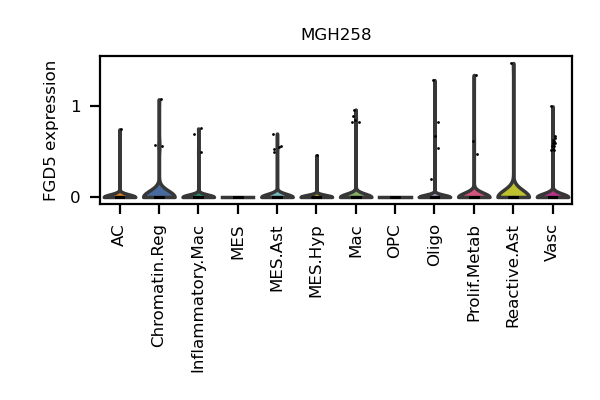 MGH258
FGD5 expression
1
0
AC
Chromatin.Reg
Inflammatory.Mac
MES
MES.Ast
MES.Hyp
Mac
OPC
Oligo
Prolif.Metab
Reactive.Ast
Vasc